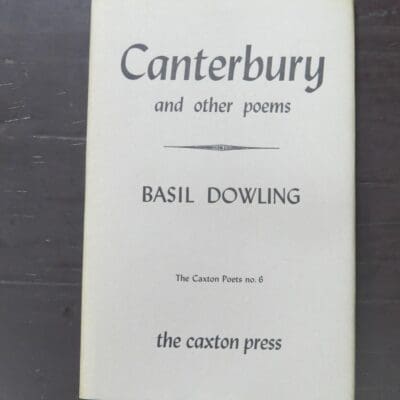 Canterbury
and other poems
BASIL DOWLING
The Caxton Poets no. 6
the caxton press